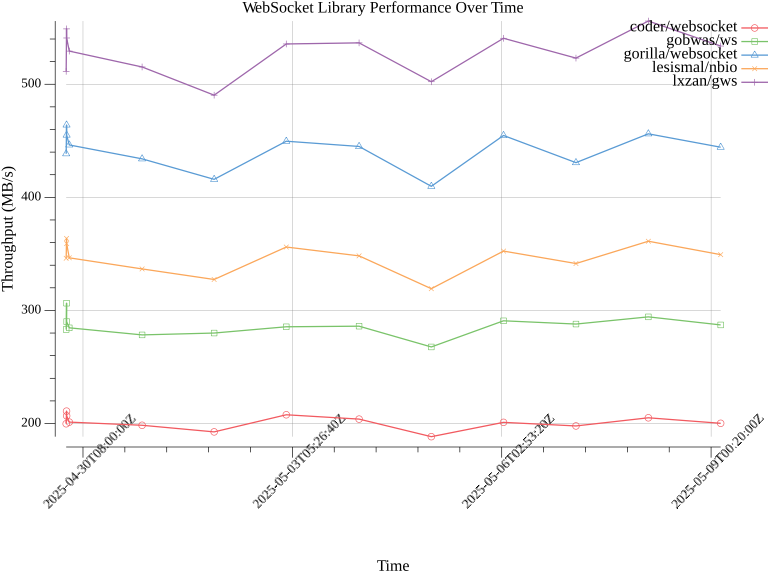 WebSocket Library Performance Over Time
coder/websocket
gobwas/ws
gorilla/websocket
lesismal/nbio
lxzan/gws
500
400
300
200
Throughput (MB/s)
2025-04-30T08:00:00Z
2025-05-03T05:26:40Z
2025-05-06T02:53:20Z
2025-05-09T00:20:00Z
Time